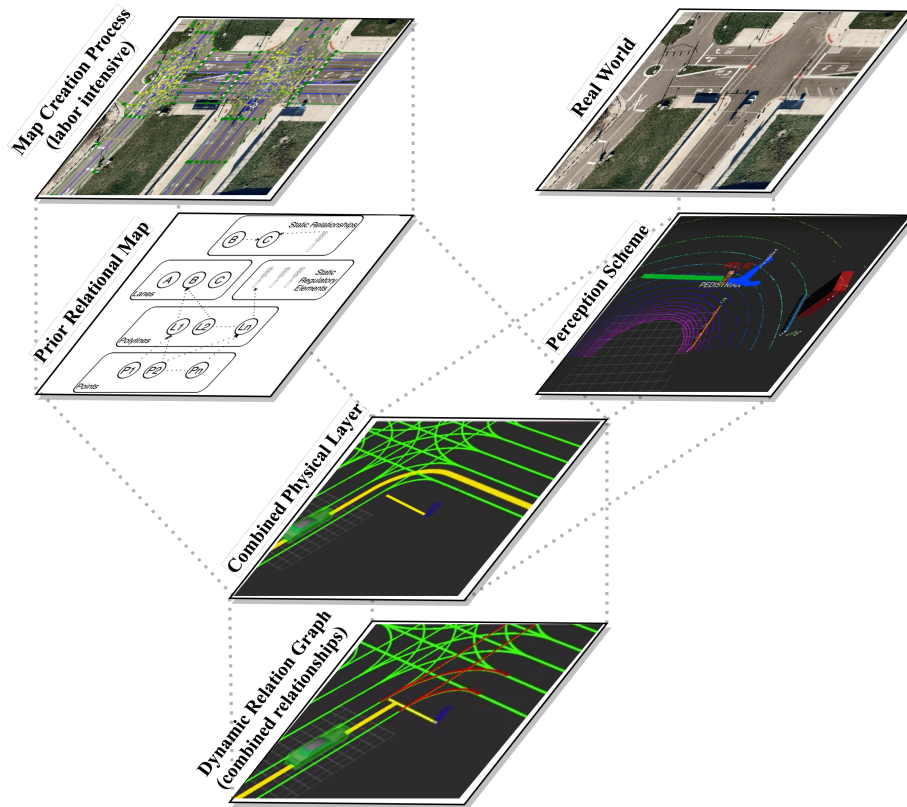 Map Creation Process
(labor intensive)
Real World
Prior Relational Map
Static Relationships
B
C
A
B
C
Lanes
Static
Regulatory
Elements
L1
L2
Ln
Polylines
P1
P2
Pn
Points
Perception Scheme
Combined Physical Layer
Dynamic Relation Graph
(combined relationships)